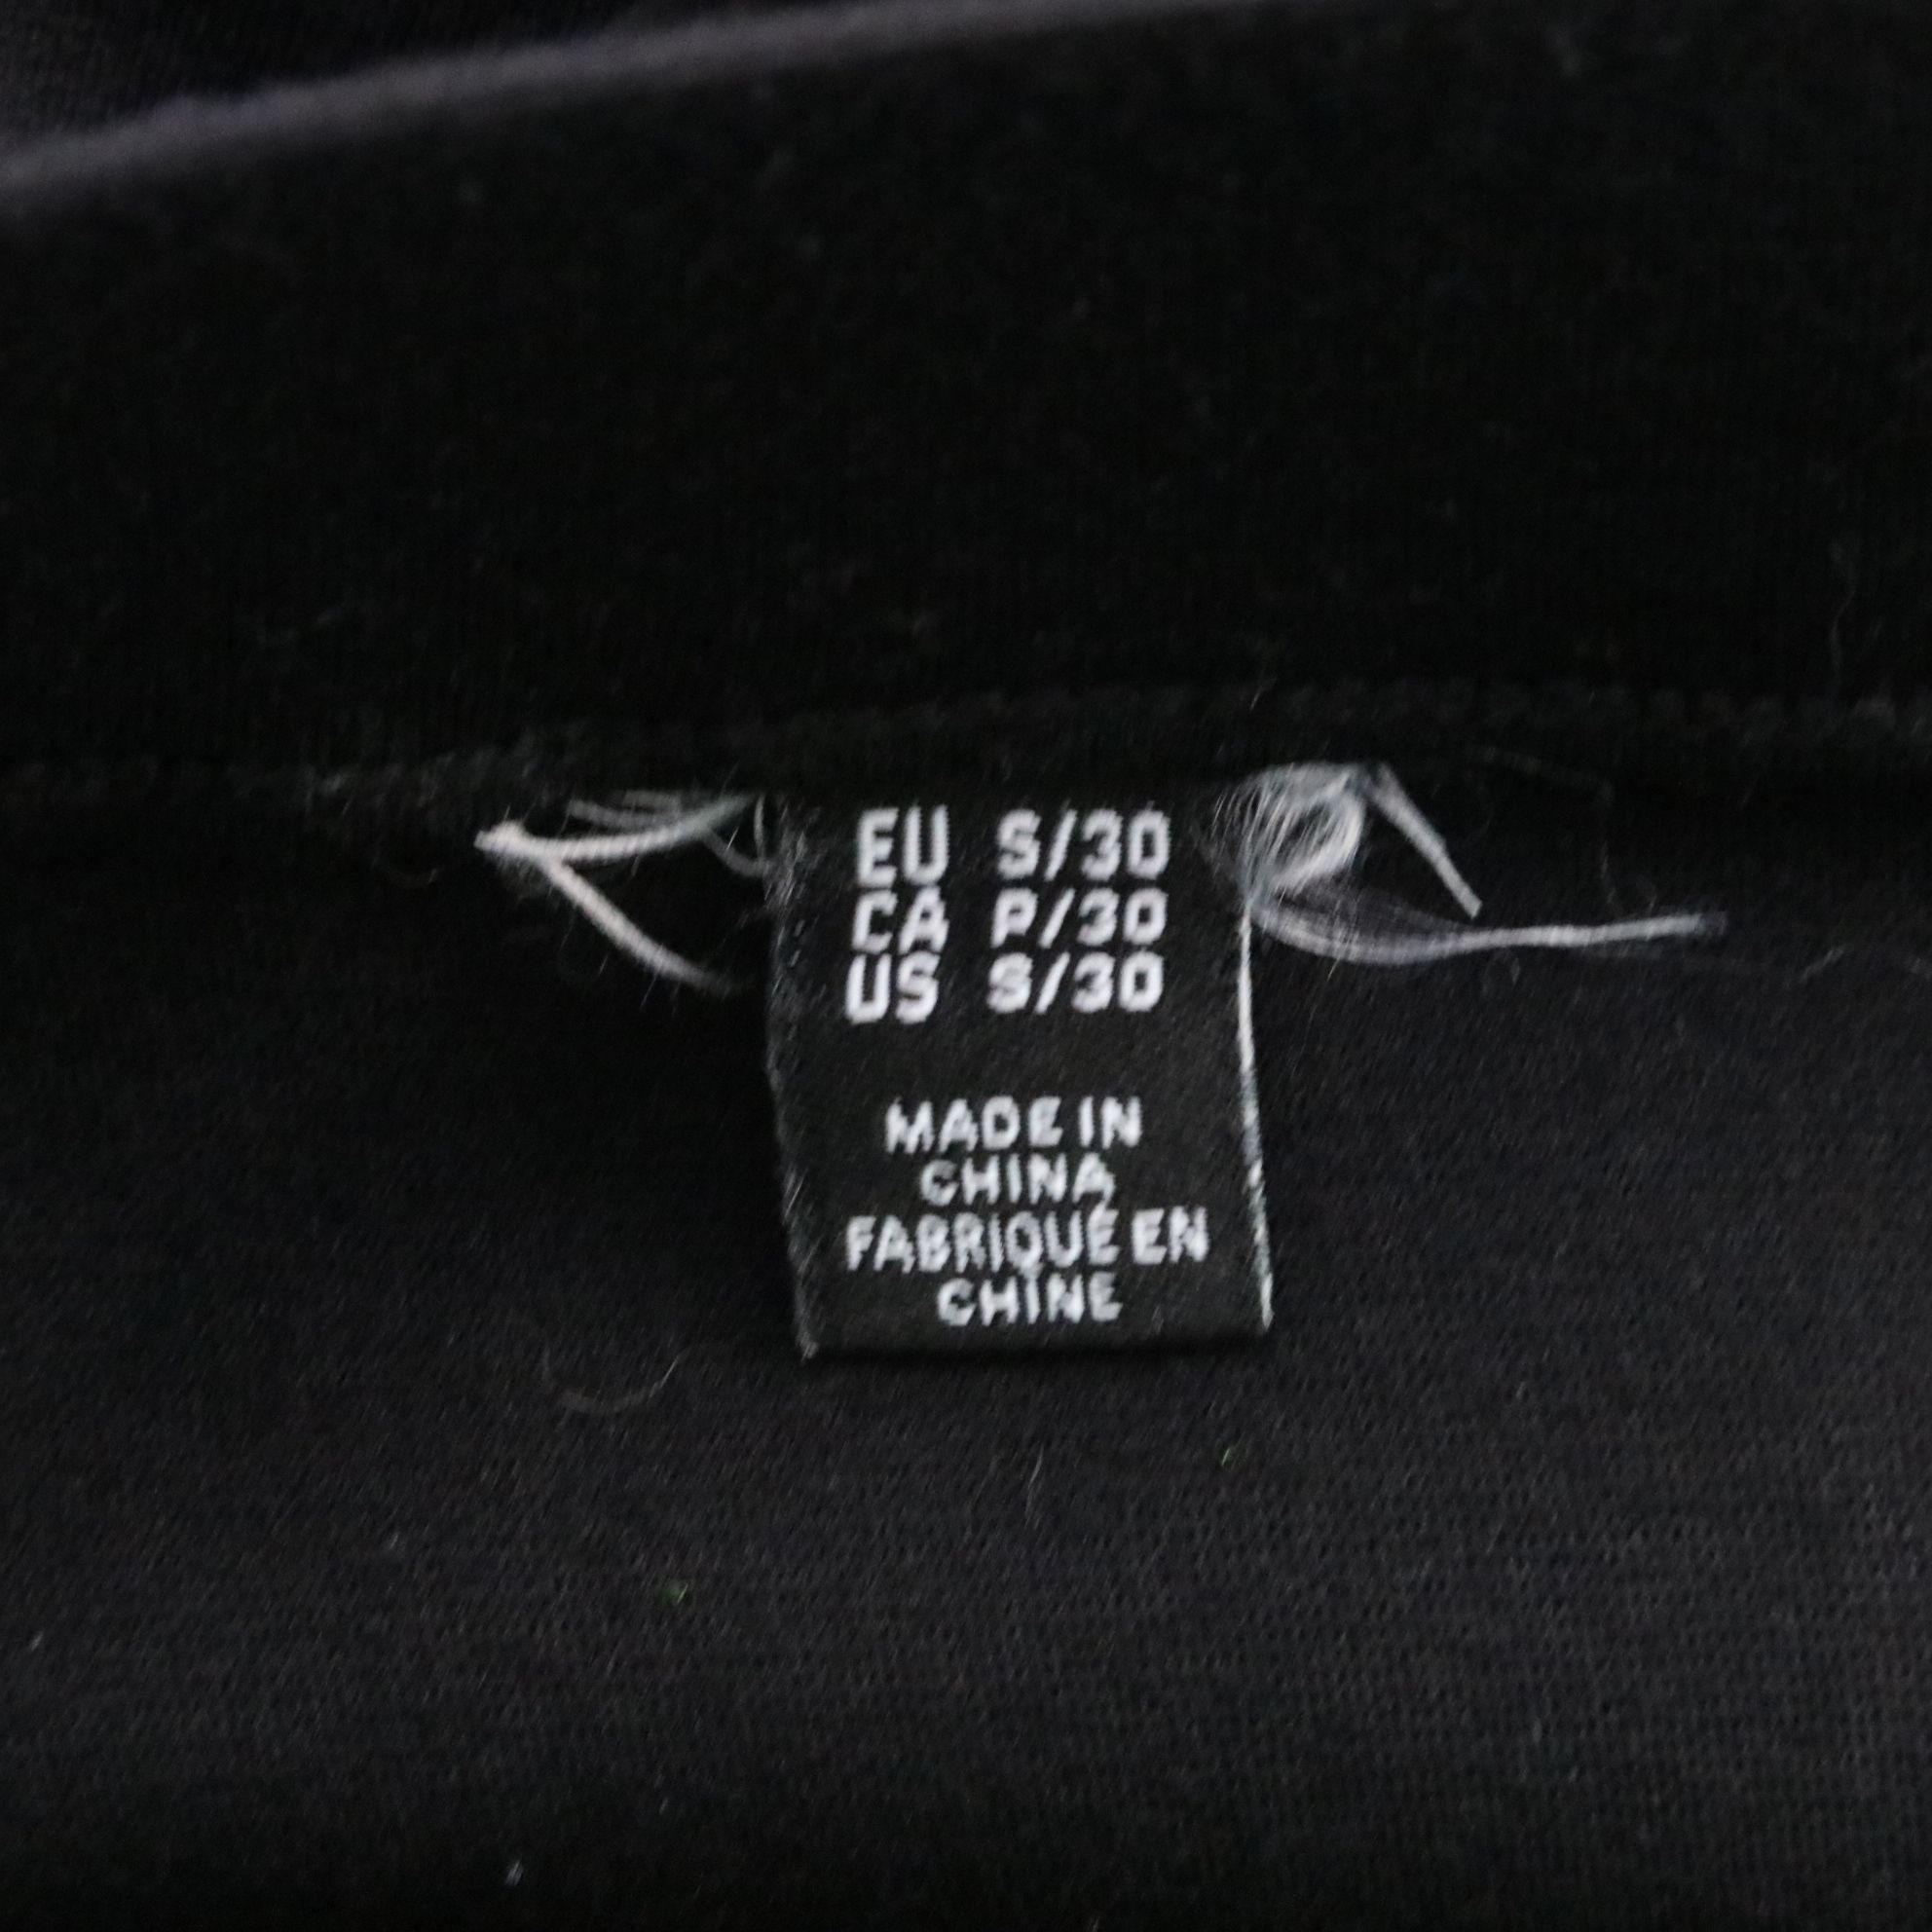 EU S/30
CA P/30
US S/30
MADE IN
CHINA
FABRIQUÉ EN
CHINE